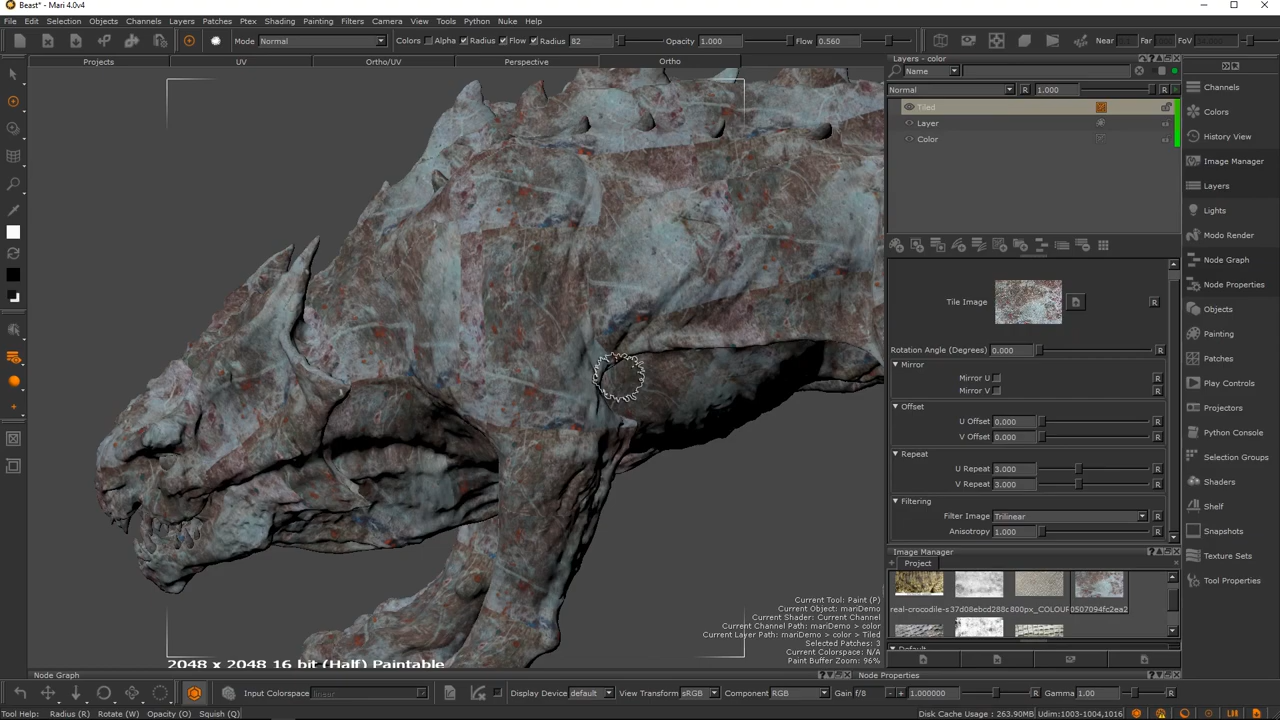 Beast* - Mari 4.0v4
File Edit Selection Objects Channels Layers Patches Ptex Shading Painting Filters Camera View Tools Python Nuke Help
Mode Normal Colors Alpha Radius Flow Radius 82 Opacity 1.000 Flow 0.560 Near Far FoV
Projects UV Ortho/UV Perspective Ortho
Layers - color
Name
Normal R 1.000 R
Tiled
Layer
Color
Tile Image R
Rotation Angle (Degrees) 0.000 R
Mirror
Mirror U R
Mirror V R
Offset
U Offset 0.000 R
V Offset 0.000 R
Repeat
U Repeat 3.000 R
V Repeat 3.000 R
Filtering
Filter Image Trilinear R
Anisotropy 1.000 R
Image Manager
Project
real-crocodile-s 37d08ebcd288c 800px_COLOUR 0507094fc2ea2
Default
Channels
Colors
History View
Image Manager
Layers
Lights
Modo Render
Node Graph
Node Properties
Objects
Painting
Patches
Play Controls
Projectors
Python Console
Selection Groups
Shaders
Shelf
Snapshots
Texture Sets
Tool Properties
Current Tool: Paint (P)
Current Object: mariDemo
Current Shader: Current Channel
Current Channel Path: mariDemo > color
Current Layer Path: mariDemo > color > Tiled
Selected Patches: 3
Current Colorspace: N/A
Paint Buffer Zoom: 96%
2048 x 2048 16 bit (Half) Paintable
Node Graph Node Properties
Input Colorspace linear Display Device default View Transform sRGB Component RGB Gain f/8 - + 1.000000 R Gamma 1.00 R
Tool Help: Radius (R) Rotate (W) Opacity (O) Squish (Q) Disk Cache Usage : 263.90MB Udim:1003-1004,1016